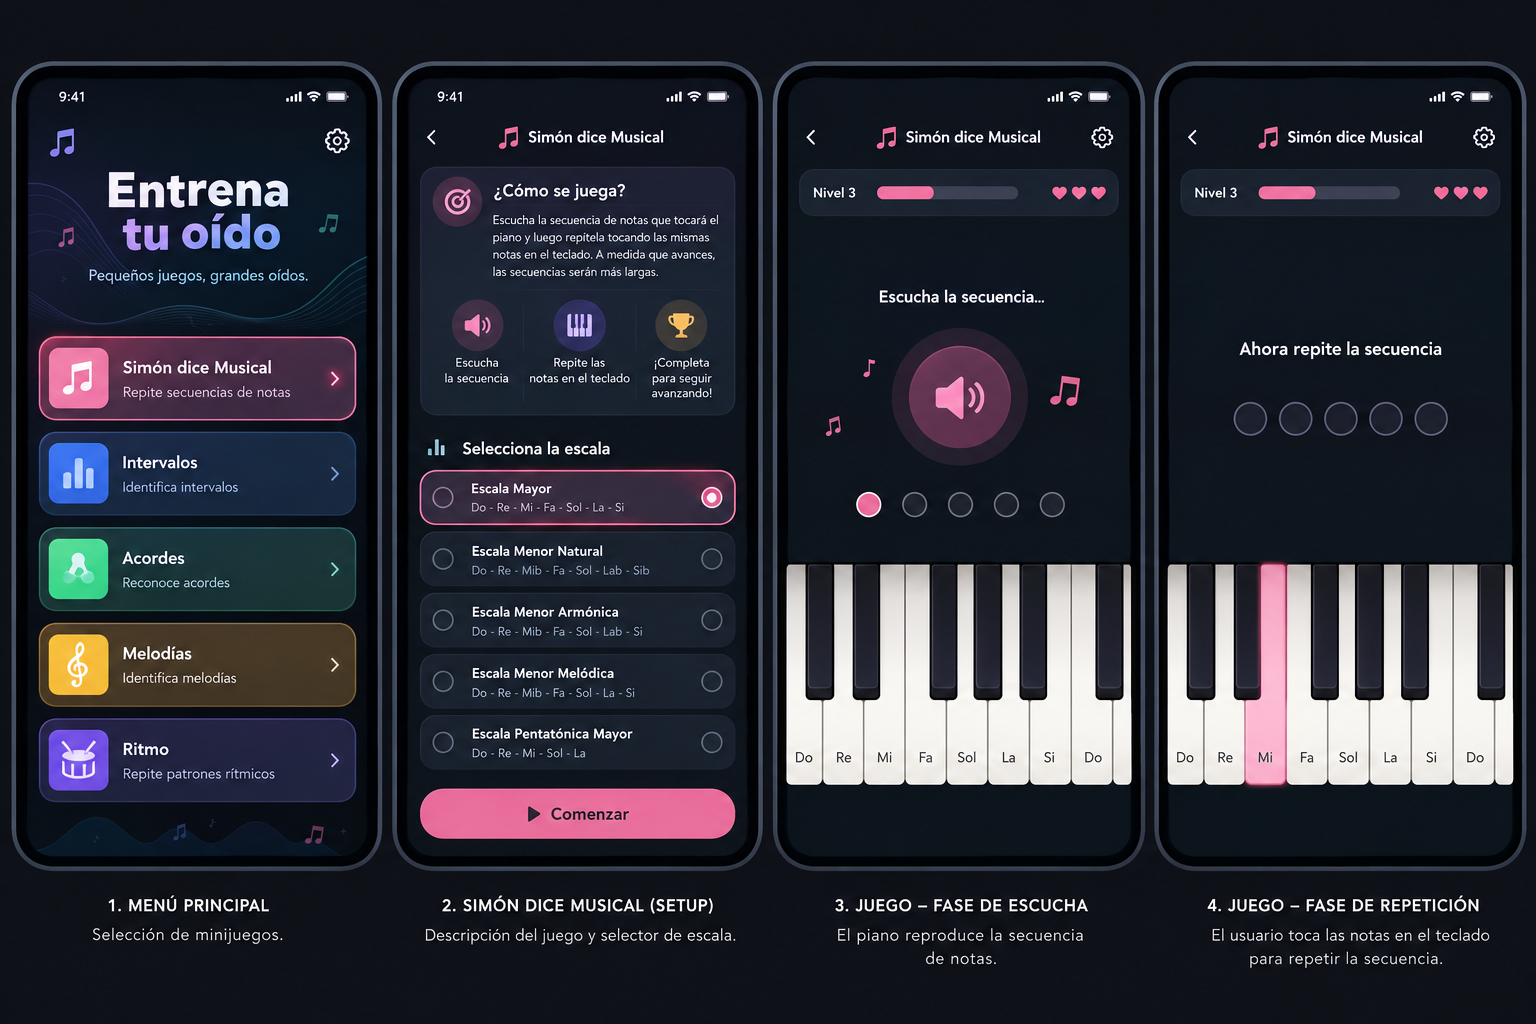 9:41
Entrena
tu oído
Pequeños juegos, grandes oídos.
Simón dice Musical
Repite secuencias de notas
Intervalos
Identifica intervalos
Acordes
Reconoce acordes
Melodías
Identifica melodías
Ritmo
Repite patrones rítmicos
1. MENÚ PRINCIPAL
Selección de minijuegos.
9:41
Simón dice Musical
¿Cómo se juega?
Escucha la secuencia de notas que tocará el
piano y luego repítela tocando las mismas
notas en el teclado. A medida que avances,
las secuencias serán más largas.
Escucha
la secuencia
Repite las
notas en el teclado
¡Completa
para seguir
avanzando!
Selecciona la escala
Escala Mayor
Do - Re - Mi - Fa - Sol - La - Si
Escala Menor Natural
Do - Re - Mib - Fa - Sol - Lab - Sib
Escala Menor Armónica
Do - Re - Mib - Fa - Sol - Lab - Si
Escala Menor Melódica
Do - Re - Mib - Fa - Sol - La - Si
Escala Pentatónica Mayor
Do - Re - Mi - Sol - La
Comenzar
2. SIMÓN DICE MUSICAL (SETUP)
Descripción del juego y selector de escala.
Simón dice Musical
Nivel 3
Escucha la secuencia...
Do Re Mi Fa Sol La Si Do
3. JUEGO – FASE DE ESCUCHA
El piano reproduce la secuencia
de notas.
Simón dice Musical
Nivel 3
Ahora repite la secuencia
Do Re Mi Fa Sol La Si Do
4. JUEGO – FASE DE REPETICIÓN
El usuario toca las notas en el teclado
para repetir la secuencia.